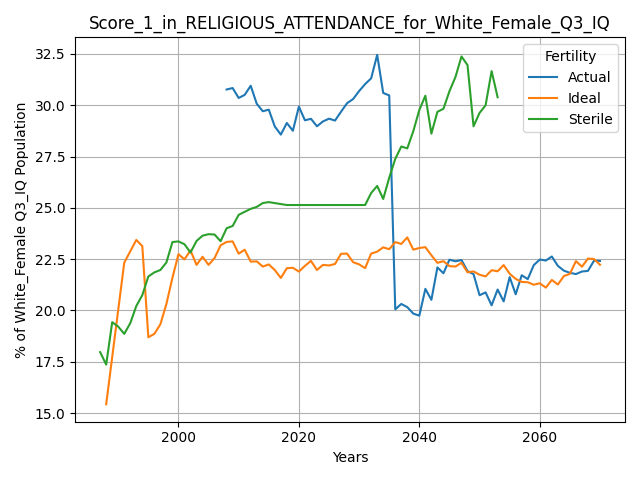 Score_1_in_RELIGIOUS_ATTENDANCE_for_White_Female_Q3_IQ
% of White_Female Q3_IQ Population
32.5
30.0
27.5
25.0
22.5
20.0
17.5
15.0
Fertility
Actual
Ideal
Sterile
2000
2020
2040
2060
Years